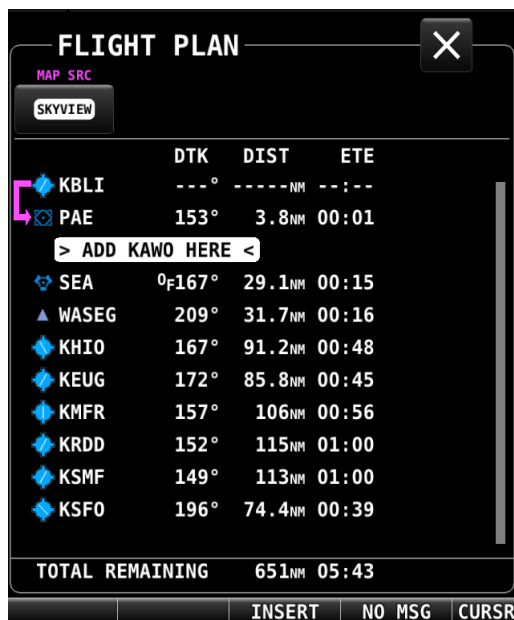 FLIGHT PLAN
MAP SRC
SKYVIEW
DTK DIST ETE
KBLI ---° -----NM --:--
PAE 153° 3.8NM 00:01
> ADD KAWO HERE <
SEA 0F167° 29.1NM 00:15
WASEG 209° 31.7NM 00:16
KHIO 167° 91.2NM 00:48
KEUG 172° 85.8NM 00:45
KMFR 157° 106NM 00:56
KRDD 152° 115NM 01:00
KSMF 149° 113NM 01:00
KSFO 196° 74.4NM 00:39
TOTAL REMAINING 651NM 05:43
INSERT NO MSG CURSR